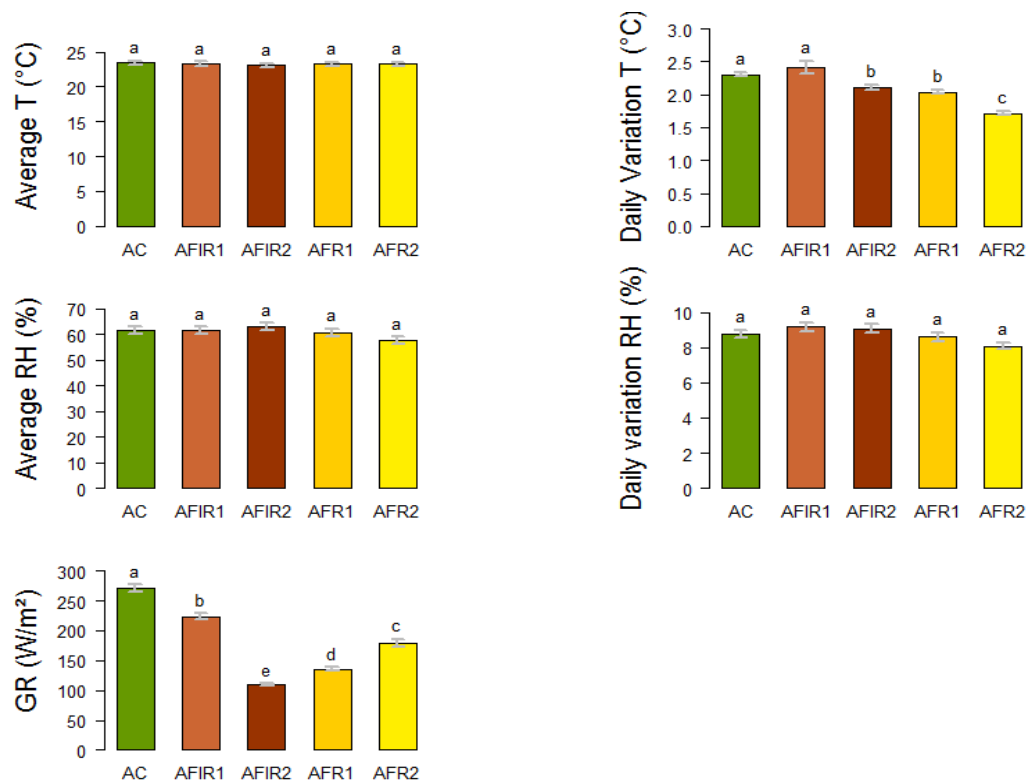 Average T (°C)
25
20
15
10
5
0
a a a a a
AC AFIR1 AFIR2 AFR1 AFR2
Daily Variation T (°C)
3.0
2.5
2.0
1.5
1.0
0.5
0.0
a a b b c
AC AFIR1 AFIR2 AFR1 AFR2
Average RH (%)
70
60
50
40
30
20
10
0
a a a a a
AC AFIR1 AFIR2 AFR1 AFR2
Daily variation RH (%)
10
8
6
4
2
0
a a a a a
AC AFIR1 AFIR2 AFR1 AFR2
GR (W/m²)
300
250
200
150
100
50
0
a b e d c
AC AFIR1 AFIR2 AFR1 AFR2